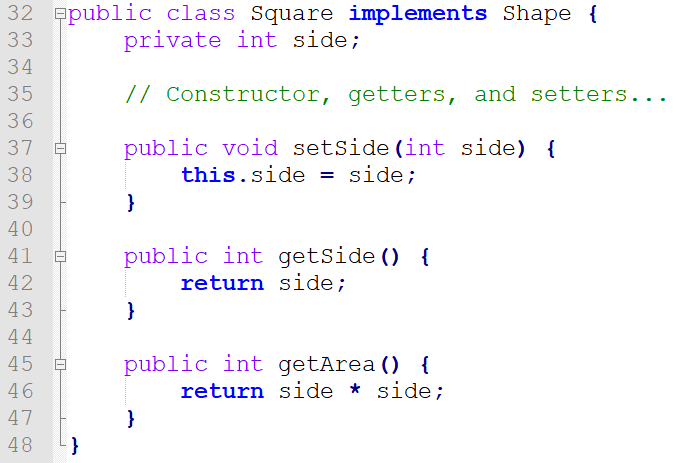 32 public class Square implements Shape {
33     private int side;
34
35     // Constructor, getters, and setters...
36
37     public void setSide(int side) {
38         this.side = side;
39     }
40
41     public int getSide() {
42         return side;
43     }
44
45     public int getArea() {
46         return side * side;
47     }
48 }